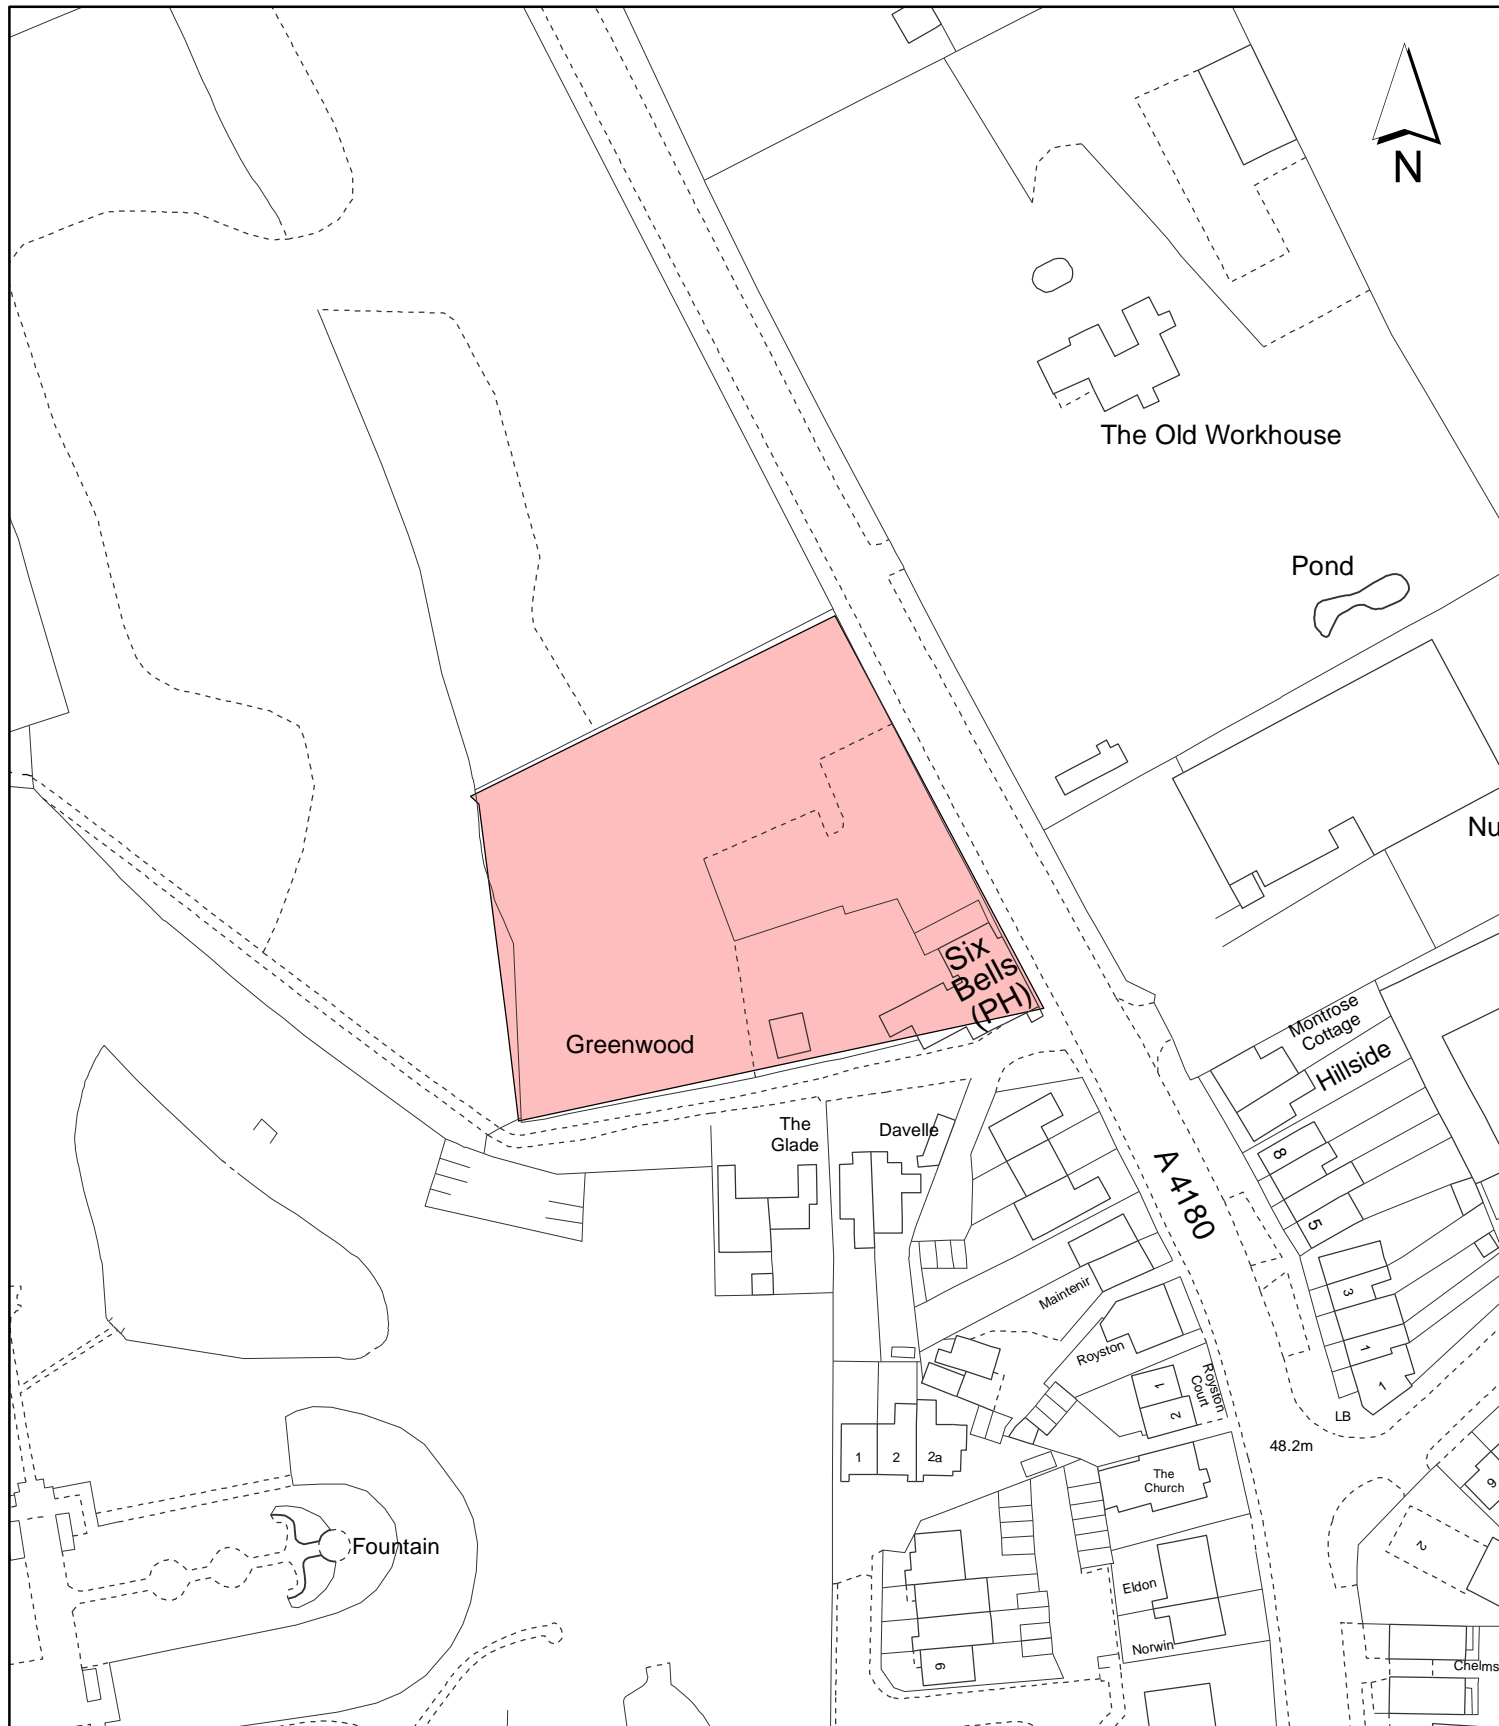 N
The Old Workhouse
Pond
Nu
Six
Bells
(PH)
Greenwood
Montrose
Cottage
Hillside
The
Glade
Davelle
8
A 4180
5
Maintenir
3
Royston
1
1
Royston
Court
1
2
LB
48.2m
1
2
2a
The
Church
6
Fountain
2
Eldon
Norwin
6
Chelms